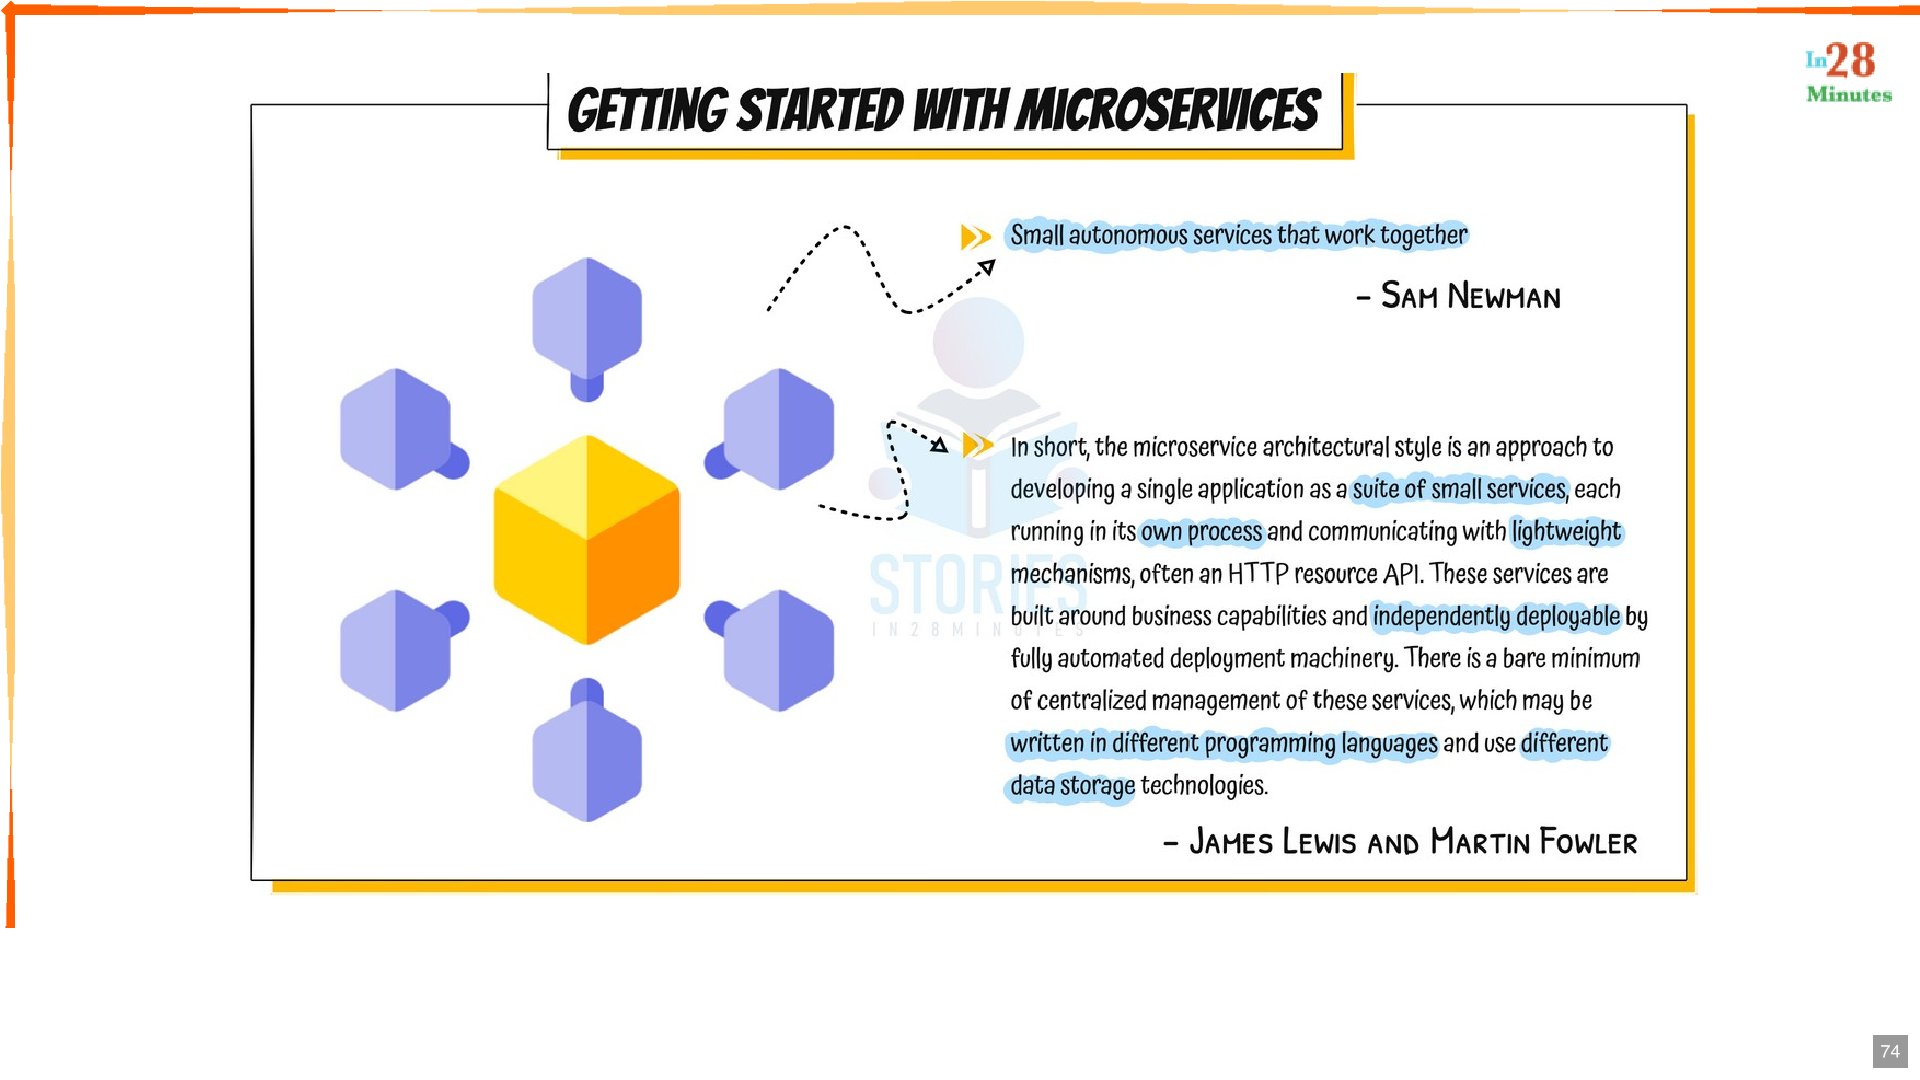 In28
Minutes
GETTING STARTED WITH MICROSERVICES
Small autonomous services that work together
- SAM NEWMAN
In short, the microservice architectural style is an approach to
developing a single application as a suite of small services, each
running in its own process and communicating with lightweight
mechanisms, often an HTTP resource API. These services are
built around business capabilities and independently deployable by
fully automated deployment machinery. There is a bare minimum
of centralized management of these services, which may be
written in different programming languages and use different
data storage technologies.
- JAMES LEWIS AND MARTIN FOWLER
STORIES
IN28MINUTES
74